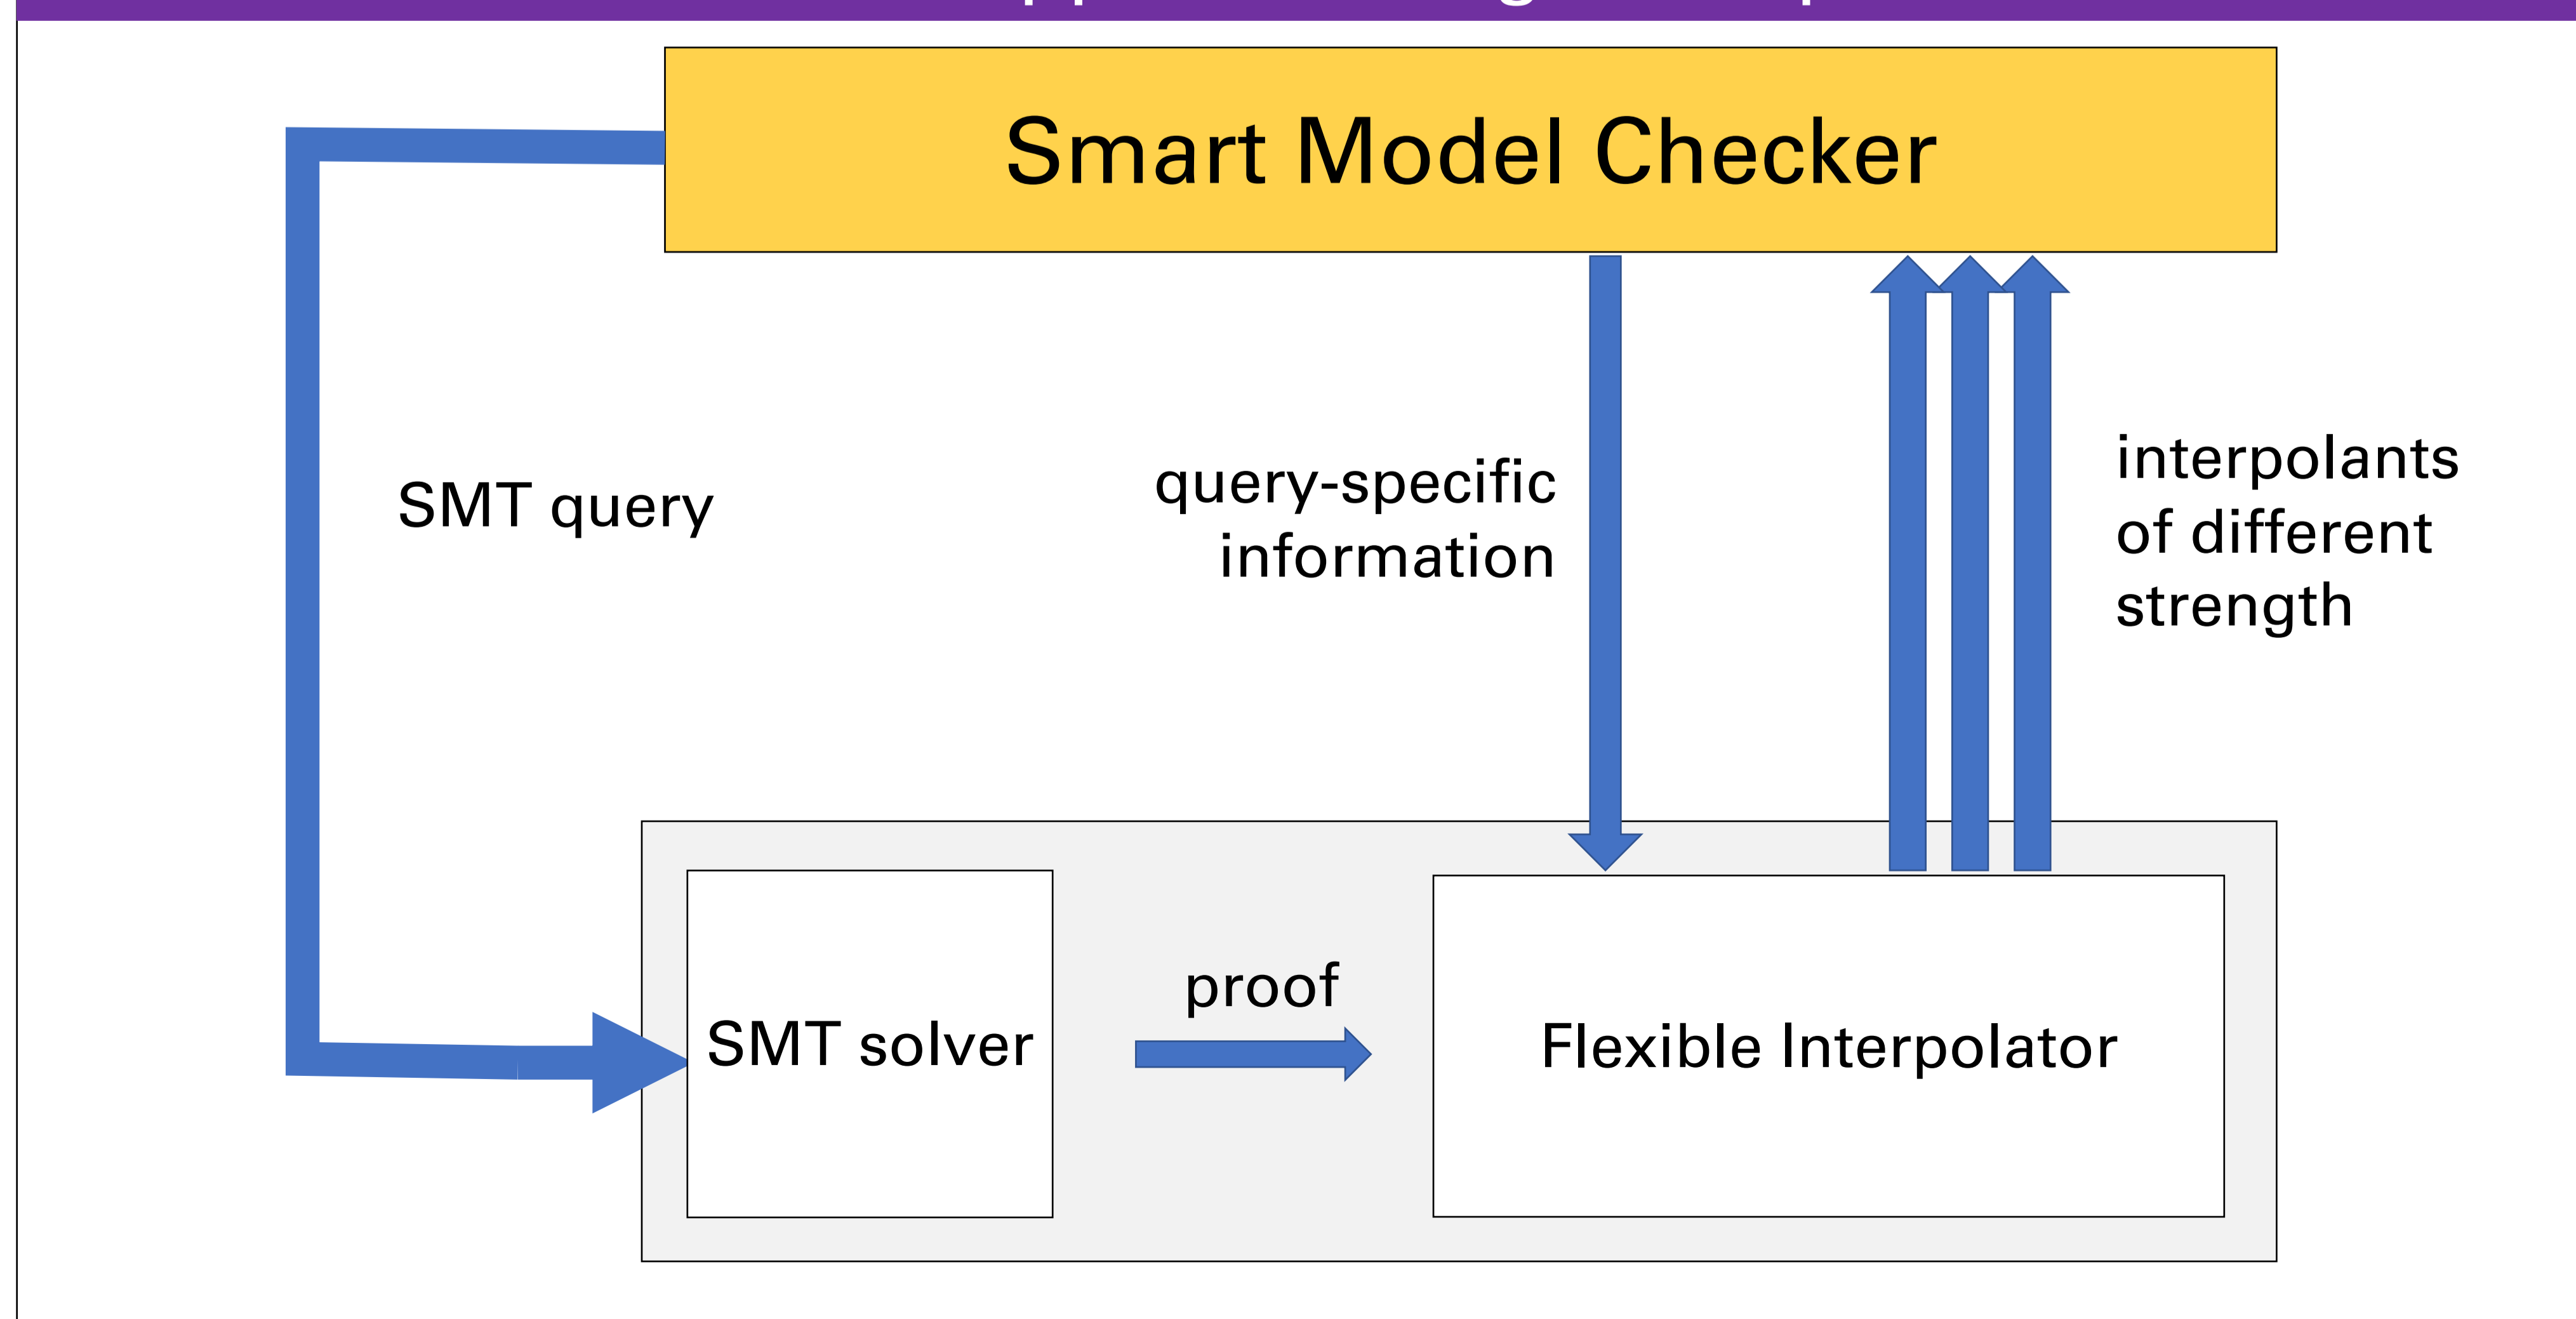 Smart Model Checker
SMT query
query-specific
information
interpolants
of different
strength
proof
SMT solver
Flexible Interpolator